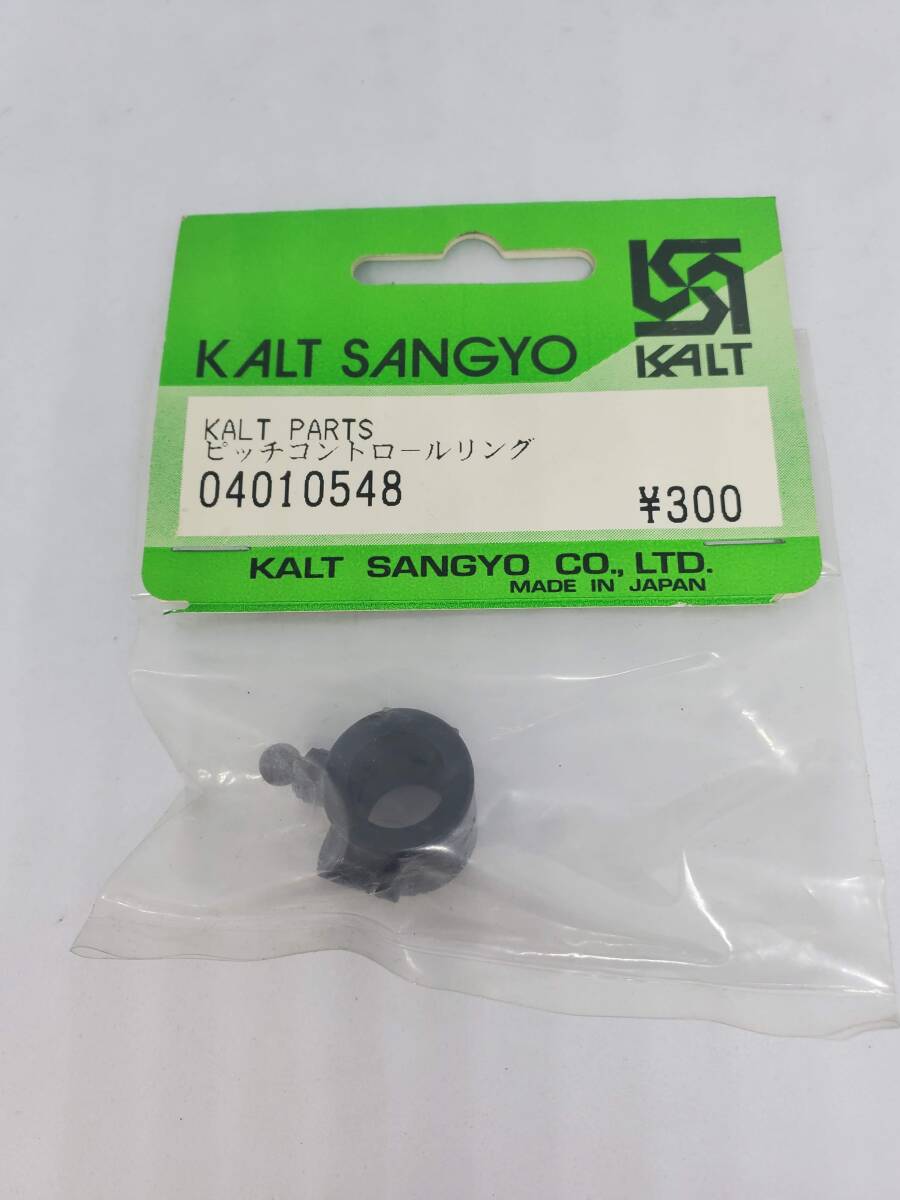 KALT SANGYO
KALT
KALT PARTS
ピッチコントロールリング
04010548
¥300
KALT SANGYO CO., LTD.
MADE IN JAPAN